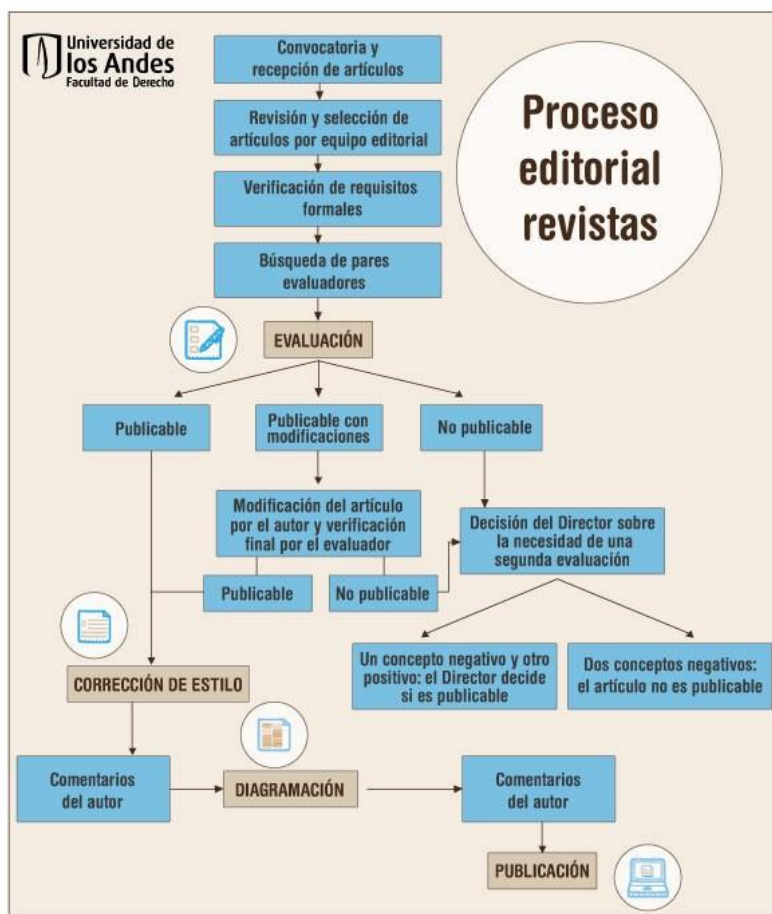 Universidad de
los Andes
Facultad de Derecho
Proceso
editorial
revistas
Convocatoria y
recepción de artículos
Revisión y selección de
artículos por equipo editorial
Verificación de requisitos
formales
Búsqueda de pares
evaluadores
EVALUACIÓN
Publicable
Publicable con
modificaciones
No publicable
Modificación del artículo
por el autor y verificación
final por el evaluador
Decisión del Director sobre
la necesidad de una
segunda evaluación
Publicable
No publicable
Un concepto negativo y otro
positivo: el Director decide
si es publicable
Dos conceptos negativos:
el artículo no es publicable
CORRECCIÓN DE ESTILO
Comentarios
del autor
DIAGRAMACIÓN
Comentarios
del autor
PUBLICACIÓN